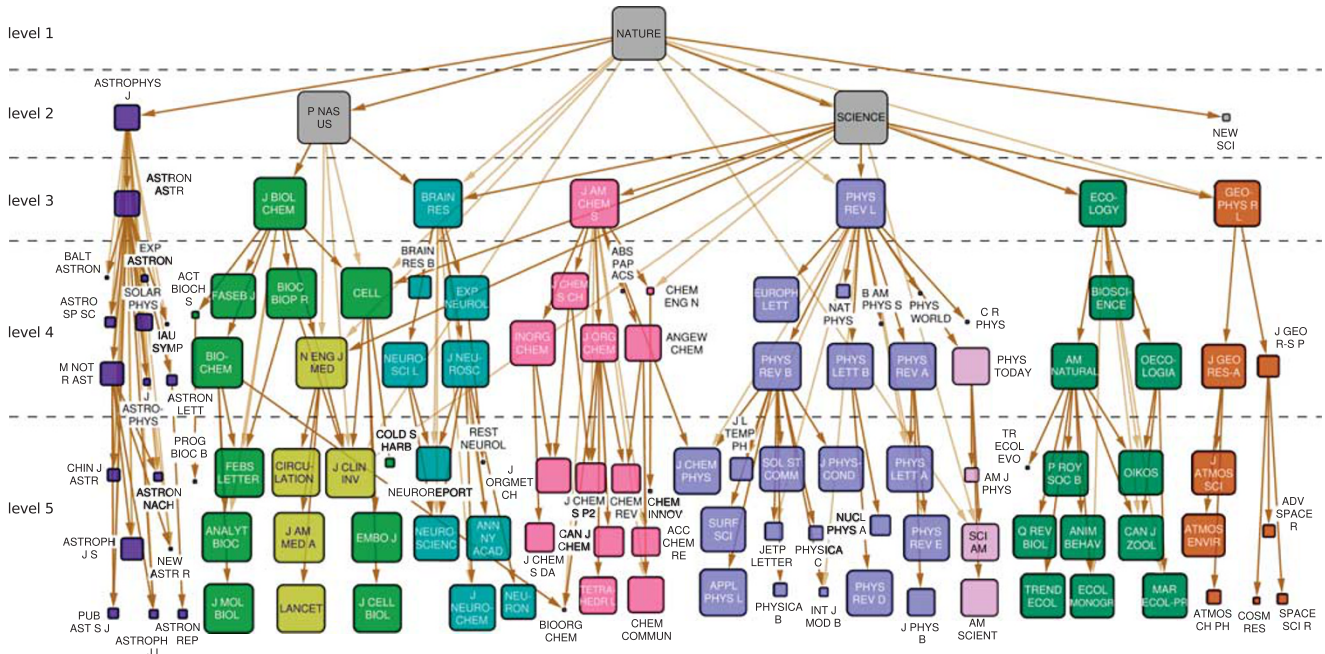 level 1
NATURE
ASTROPHYS
J
level 2
P NAS
US
SCIENCE
NEW
SCI
level 3
ASTRON
ASTR
J BIOL
CHEM
BRAIN
RES
J AM
CHEM
S
PHYS
REV L
ECO-
LOGY
GEO-
PHYS R
L
level 4
BALT
ASTRON
EXP
ASTRON
ACT
BIOCH
S
FASEB J
BIOC
BIOP R
CELL
BRAIN
RES B
EXP
NEUROL
J CHEM
S CH
ABS
PAP
ACS
CHEM
ENG N
EUROPH
LETT
NAT
PHYS
B AM
PHYS S
PHYS
WORLD
C R
PHYS
BIOSCI-
ENCE
ASTRO
SP SC
SOLAR
PHYS
IAU
SYMP
INORG
CHEM
J ORG
CHEM
ANGEW
CHEM
J GEO
R-S P
M NOT
R AST
J
ASTRO-
PHYS
ASTRON
LETT
BIO-
CHEM
N ENG J
MED
NEURO-
SCI L
J NEU-
ROSC
PHYS
REV B
PHYS
LETT B
PHYS
REV A
PHYS
TODAY
AM
NATURAL
OECO-
LOGIA
J GEO
RES-A
level 5
CHIN J
ASTR
ASTRON
NACH
PROG
BIOC B
FEBS
LETTER
CIRCU-
LATION
J CLIN
INV
COLD S
HARB
NEUROREPORT
REST
NEUROL
J
ORGMET
CH
J CHEM
S P2
CHEM
REV
CHEM
INNOV
J CHEM
PHYS
J L
TEMP
PH
SOL ST
COMM
J PHYS-
COND
PHYS
LETT A
AM J
PHYS
TR
ECOL
EVO
P ROY
SOC B
OIKOS
J
ATMOS
SCI
ADV
SPACE
R
ASTROPH
J S
NEW
ASTR R
ANALYT
BIOC
J AM
MED A
EMBO J
NEURO
SCIENC
ANN
NY
ACAD
J CHEM
S DA
CAN J
CHEM
ACC
CHEM
RE
SURF
SCI
JETP
LETTER
PHYSICA
C
NUCL
PHYS A
PHYS
REV E
SCI
AM
Q REV
BIOL
ANIM
BEHAV
CAN J
ZOOL
ATMOS
ENVIR
PUB
AST S J
ASTROPH
ASTRON
REP
J MOL
BIOL
LANCET
J CELL
BIOL
J
NEURO-
CHEM
NEU-
RON
BIOORG
CHEM
TETRA-
HEDR L
CHEM
COMMUN
APPL
PHYS L
PHYSICA
B
INT J
MOD B
PHYS
REV D
J PHYS
B
AM
SCIENT
TREND
ECOL
ECOL
MONOGR
MAR
ECOL-PR
ATMOS
CH PH
COSM
RES
SPACE
SCI R